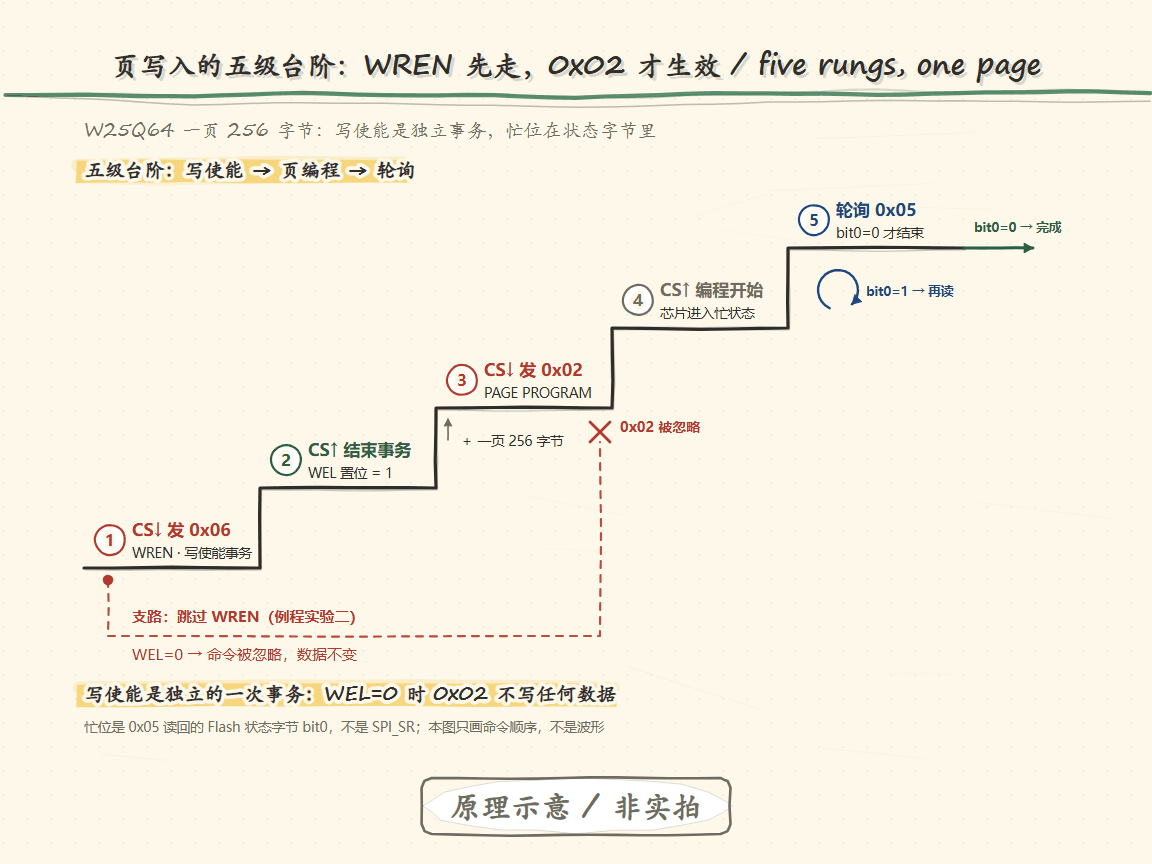 页写入的五级台阶：WREN 先走，0x02 才生效 / five rungs, one page
W25Q64 一页 256 字节：写使能是独立事务，忙位在状态字节里
五级台阶：写使能 → 页编程 → 轮询
5 轮询 0x05
bit0=0 才结束
bit0=0 → 完成
bit0=1 → 再读
4 CS↑ 编程开始
芯片进入忙状态
3 CS↓ 发 0x02
PAGE PROGRAM
+ 一页 256 字节
0x02 被忽略
2 CS↑ 结束事务
WEL 置位 = 1
1 CS↓ 发 0x06
WREN · 写使能事务
支路：跳过 WREN（例程实验二）
WEL=0 → 命令被忽略，数据不变
写使能是独立的一次事务：WEL=0 时 0x02 不写任何数据
忙位是 0x05 读回的 Flash 状态字节 bit0，不是 SPI_SR；本图只画命令顺序，不是波形
原理示意 / 非实拍